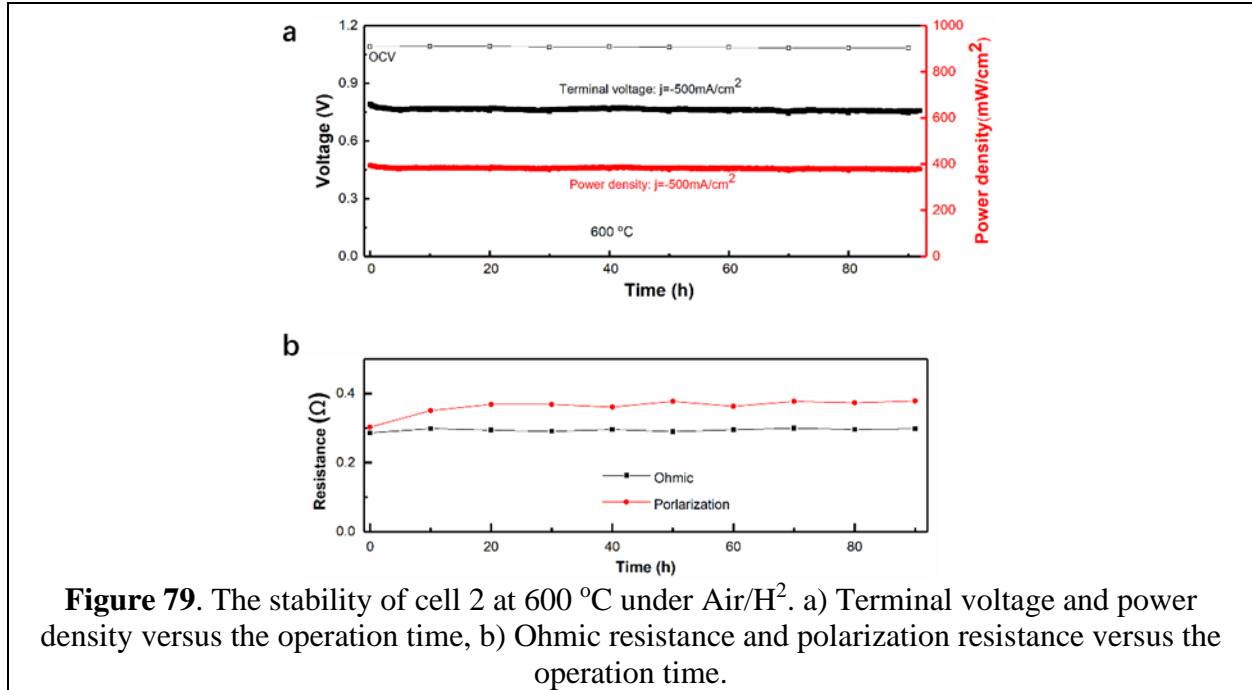 a
1.2
0.9
0.6
0.3
0.0
Voltage (V)
OCV
Terminal voltage: j=-500mA/cm2
Power density: j=-500mA/cm2
600 oC
1000
800
600
400
200
0
Power density(mW/cm2)
0 20 40 60 80
Time (h)
b
0.4
0.2
0.0
Resistance (Ω)
Ohmic
Porlarization
0 20 40 60 80
Time (h)
Figure 79. The stability of cell 2 at 600 oC under Air/H2. a) Terminal voltage and power
density versus the operation time, b) Ohmic resistance and polarization resistance versus the
operation time.